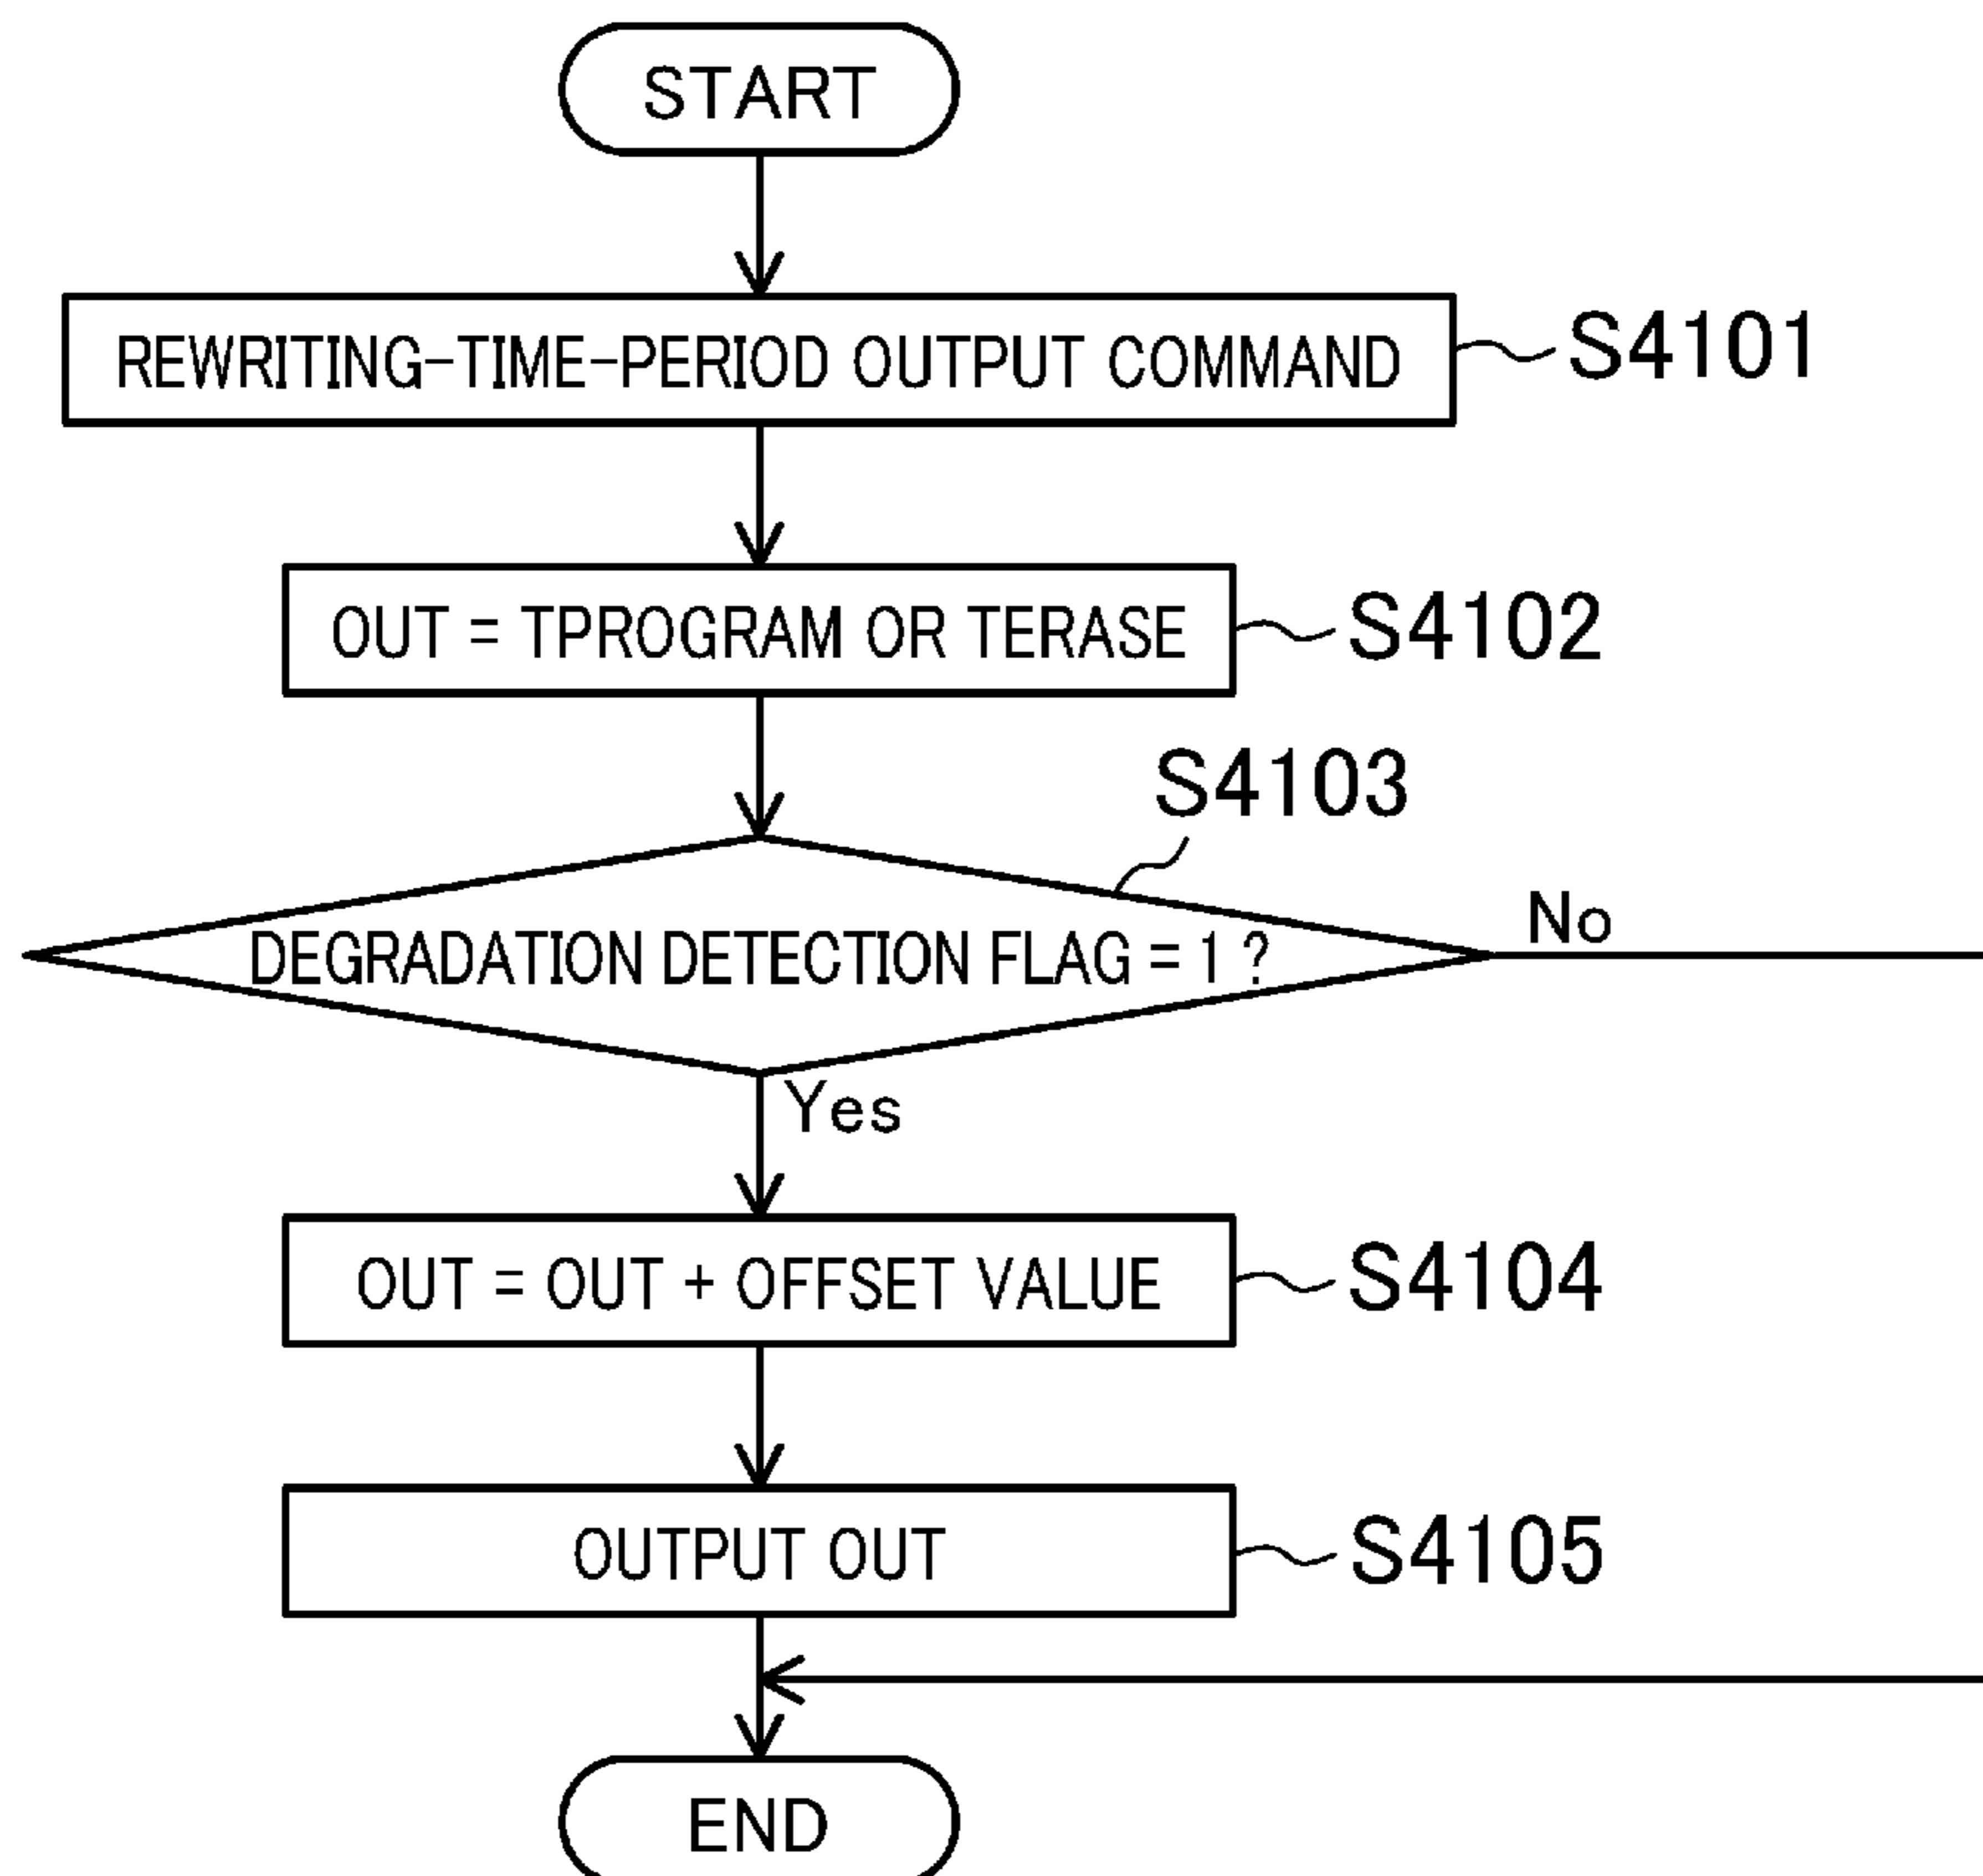 START
REWRITING-TIME-PERIOD OUTPUT COMMAND
S4101
OUT = TPROGRAM OR TERASE
S4102
S4103
DEGRADATION DETECTION FLAG = 1 ?
No
Yes
OUT = OUT + OFFSET VALUE
S4104
OUTPUT OUT
S4105
END